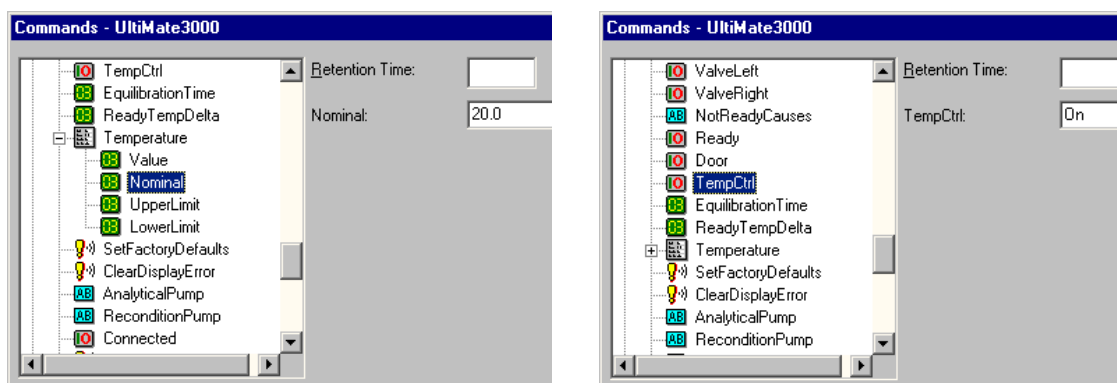 Commands - UltiMate3000
TempCtrl
EquilibrationTime
ReadyTempDelta
Temperature
Value
Nominal
UpperLimit
LowerLimit
SetFactoryDefaults
ClearDisplayError
AnalyticalPump
ReconditionPump
Connected
Retention Time:
Nominal: 20.0
Commands - UltiMate3000
ValveLeft
ValveRight
NotReadyCauses
Ready
Door
TempCtrl
EquilibrationTime
ReadyTempDelta
Temperature
SetFactoryDefaults
ClearDisplayError
AnalyticalPump
ReconditionPump
Retention Time:
TempCtrl: On